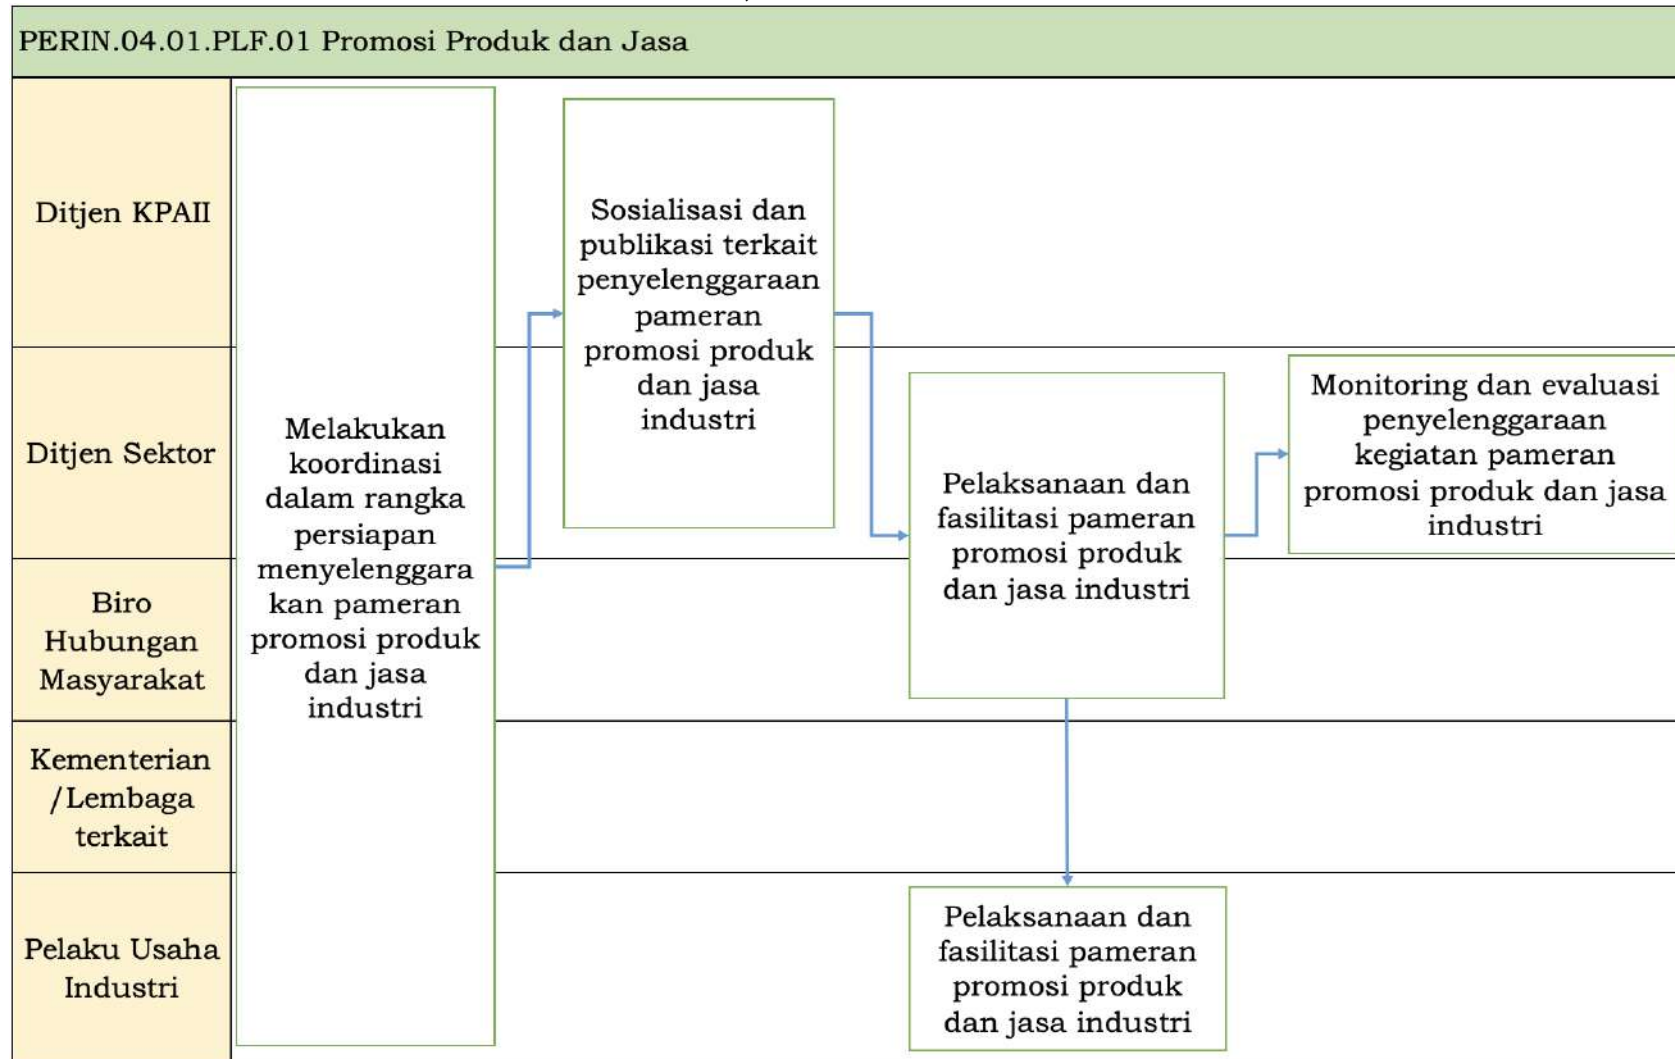 PERIN.04.01.PLF.01 Promosi Produk dan Jasa
Ditjen KPAII
Ditjen Sektor
Biro
Hubungan
Masyarakat
Kementerian
/Lembaga
terkait
Pelaku Usaha
Industri
Melakukan
koordinasi
dalam rangka
persiapan
menyelenggara
kan pameran
promosi produk
dan jasa
industri
Sosialisasi dan
publikasi terkait
penyelenggaraan
pameran
promosi produk
dan jasa
industri
Pelaksanaan dan
fasilitasi pameran
promosi produk
dan jasa industri
Monitoring dan evaluasi
penyelenggaraan
kegiatan pameran
promosi produk dan jasa
industri
Pelaksanaan dan
fasilitasi pameran
promosi produk
dan jasa industri